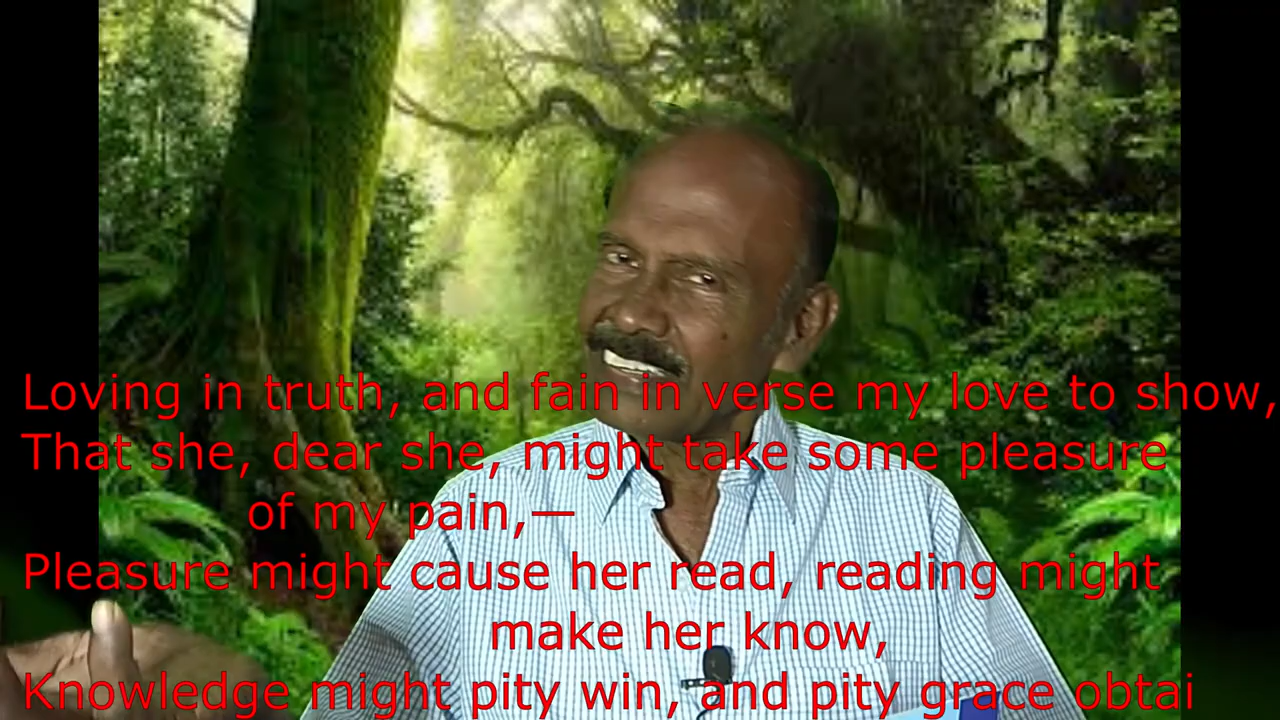 Loving in truth, and fain in verse my love to show,
That she, dear she, might take some pleasure
of my pain,—
Pleasure might cause her read, reading might
make her know,
Knowledge might pity win, and pity grace obtai